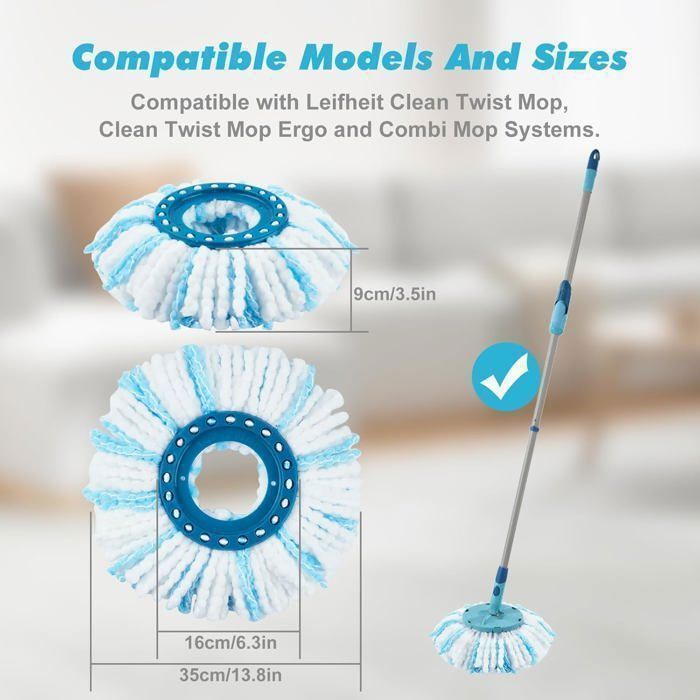 Compatible Models And Sizes
Compatible with Leifheit Clean Twist Mop,
Clean Twist Mop Ergo and Combi Mop Systems.
9cm/3.5in
16cm/6.3in
35cm/13.8in